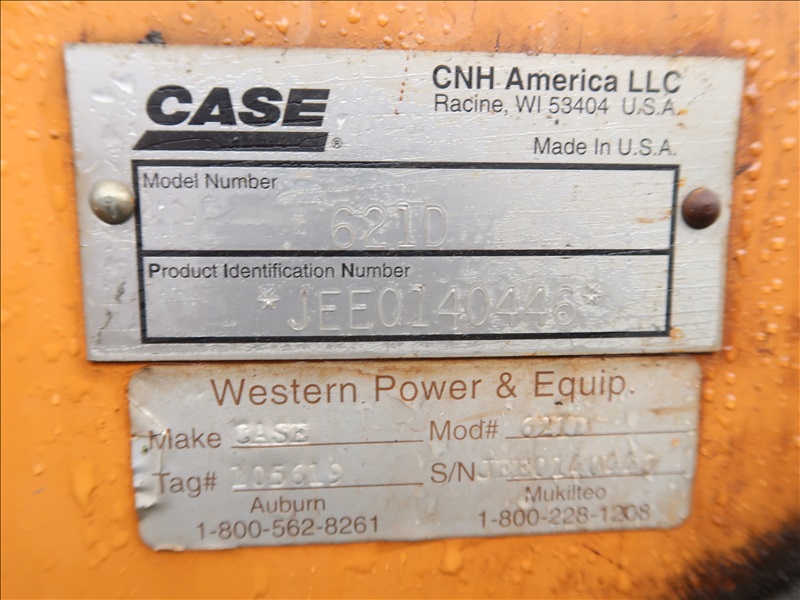 CASE®
CNH America LLC
Racine, WI 53404 U.S.A.
Made In U.S.A.
Model Number
621D
Product Identification Number
*JEE0140446*
Western Power & Equip.
Make CASE Mod# 621D
Tag# 105619 S/N JEE0140446
Auburn Mukilteo
1-800-562-8261 1-800-228-1208